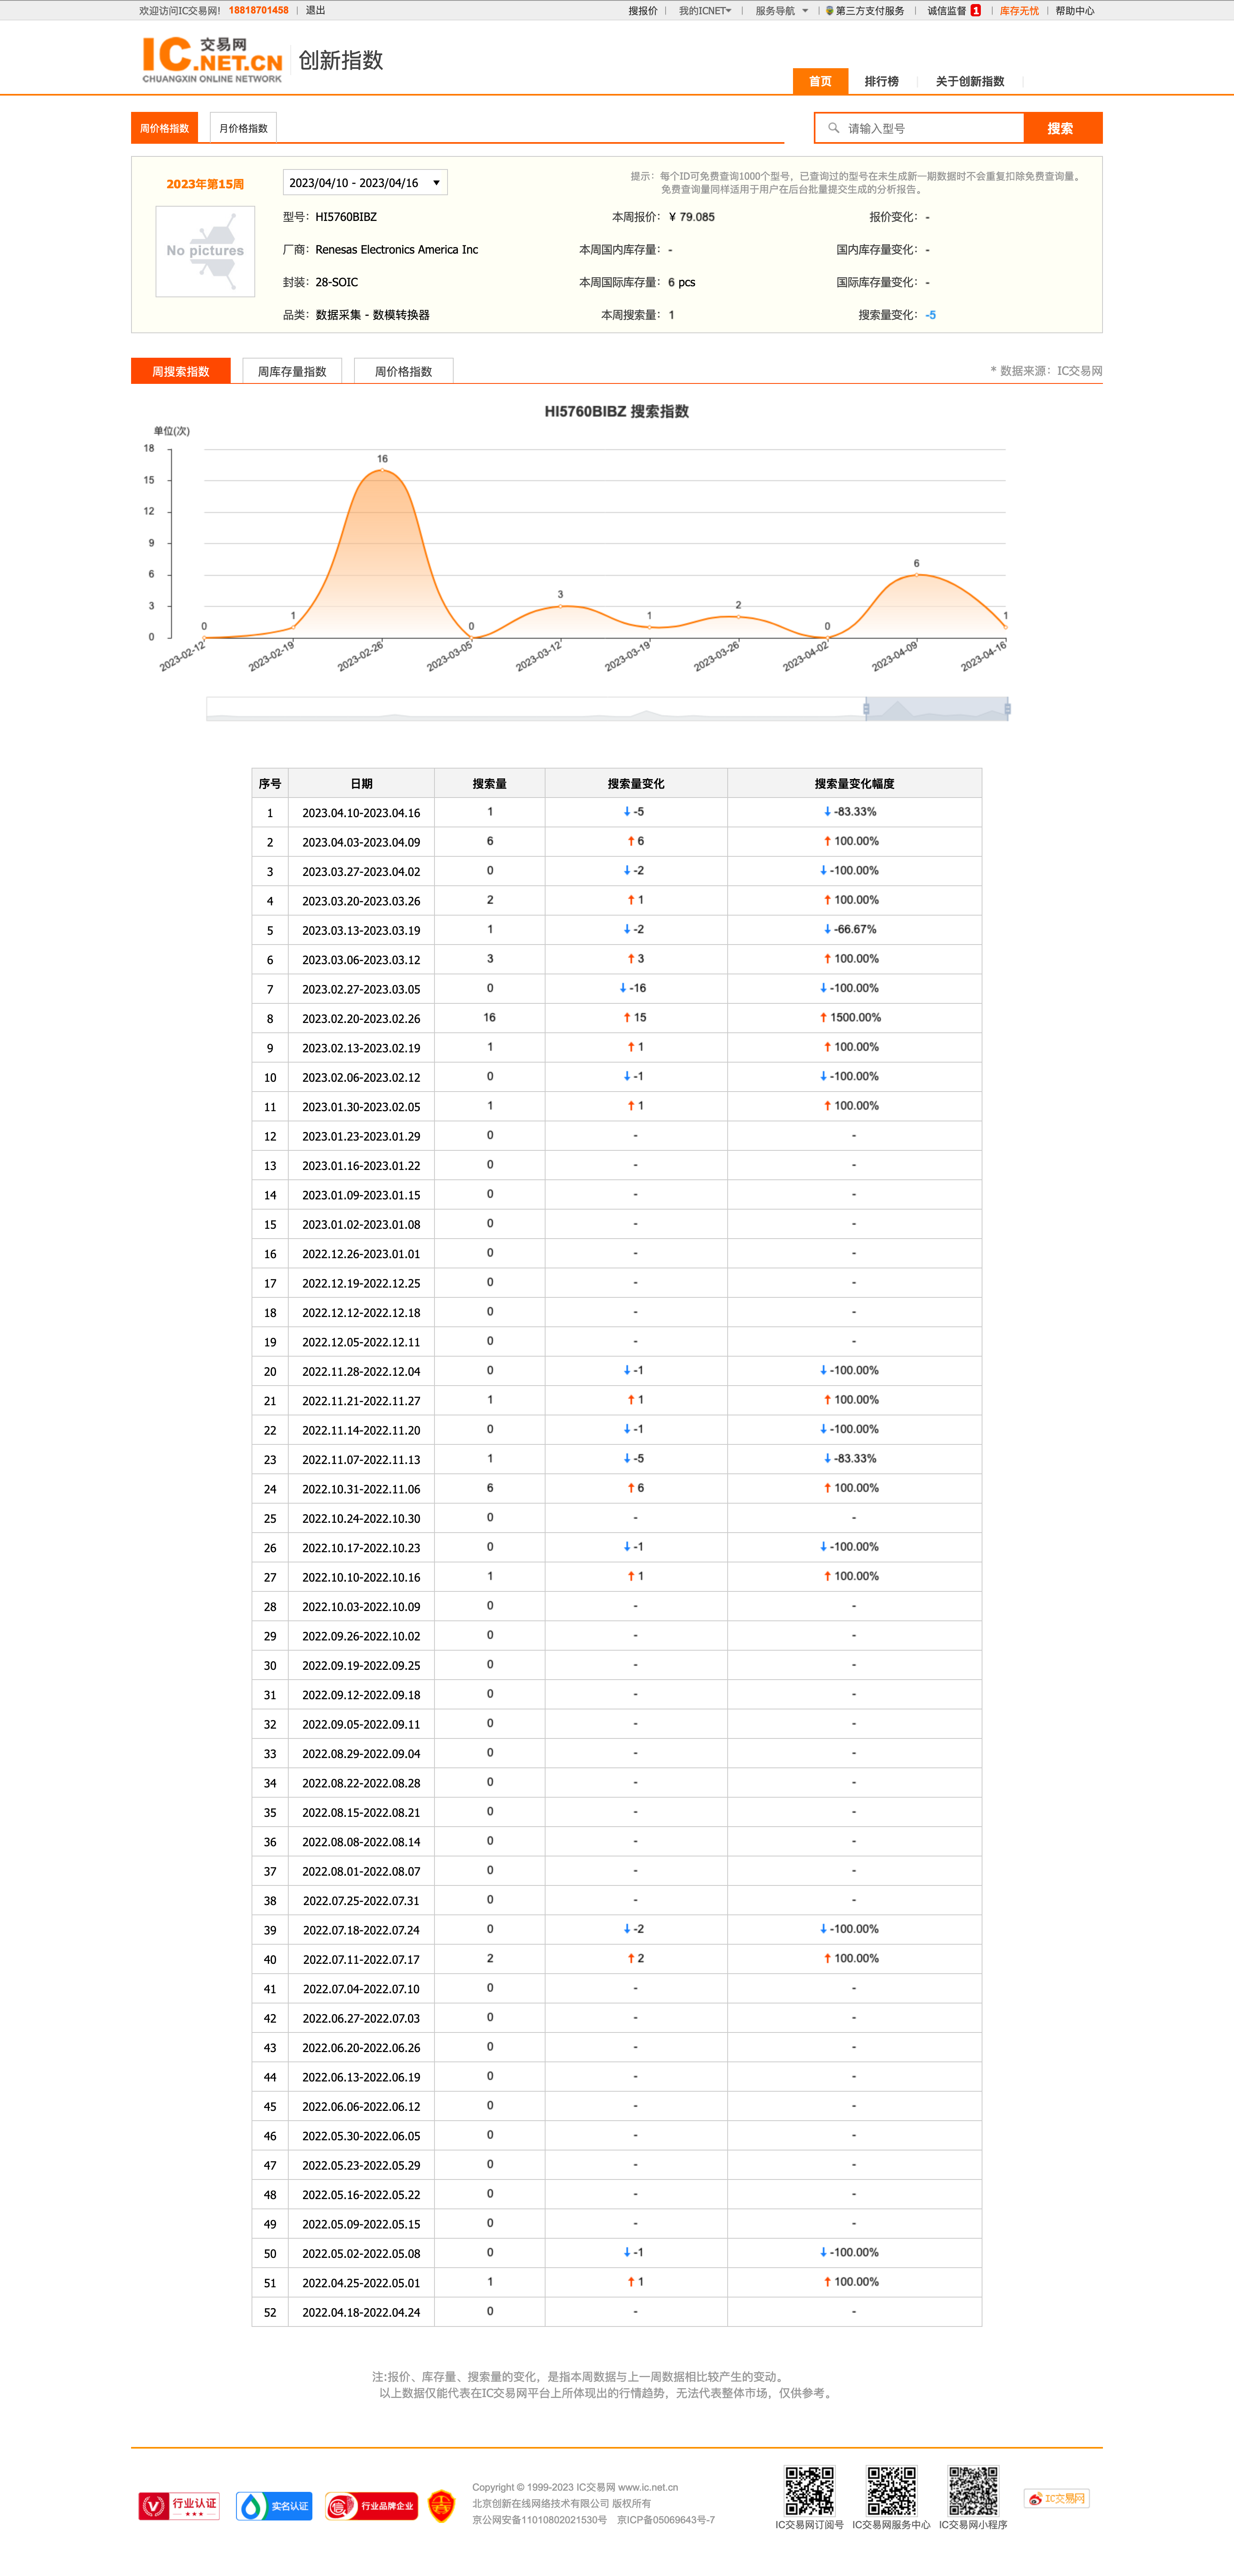 欢迎访问IC交易网! 18818701458 退出 搜报价 我的ICNET 服务导航 第三方支付服务 诚信监督 1 库存无忧 帮助中心
IC 交易网
.NET.CN
CHUANGXIN ONLINE NETWORK
创新指数
首页 排行榜 关于创新指数
周价格指数 月价格指数 请输入型号 搜索
2023年第15周 2023/04/10 - 2023/04/16
提示：每个ID可免费查询1000个型号，已查询过的型号在未生成新一期数据时不会重复扣除免费查询量。
免费查询量同样适用于用户在后台批量提交生成的分析报告。
No pictures
型号：HI5760BIBZ 本周报价：¥ 79.085 报价变化：-
厂商：Renesas Electronics America Inc 本周国内库存量：- 国内库存量变化：-
封装：28-SOIC 本周国际库存量：6 pcs 国际库存量变化：-
品类：数据采集 - 数模转换器 本周搜索量：1 搜索量变化：-5
周搜索指数 周库存量指数 周价格指数 * 数据来源：IC交易网
HI5760BIBZ 搜索指数
单位(次)
18
15
12
9
6
3
0
0 1 16 0 3 1 2 0 6 1
2023-02-12 2023-02-19 2023-02-26 2023-03-05 2023-03-12 2023-03-19 2023-03-26 2023-04-02 2023-04-09 2023-04-16
序号 日期 搜索量 搜索量变化 搜索量变化幅度
1 2023.04.10-2023.04.16 1 ↓ -5 ↓ -83.33%
2 2023.04.03-2023.04.09 6 ↑ 6 ↑ 100.00%
3 2023.03.27-2023.04.02 0 ↓ -2 ↓ -100.00%
4 2023.03.20-2023.03.26 2 ↑ 1 ↑ 100.00%
5 2023.03.13-2023.03.19 1 ↓ -2 ↓ -66.67%
6 2023.03.06-2023.03.12 3 ↑ 3 ↑ 100.00%
7 2023.02.27-2023.03.05 0 ↓ -16 ↓ -100.00%
8 2023.02.20-2023.02.26 16 ↑ 15 ↑ 1500.00%
9 2023.02.13-2023.02.19 1 ↑ 1 ↑ 100.00%
10 2023.02.06-2023.02.12 0 ↓ -1 ↓ -100.00%
11 2023.01.30-2023.02.05 1 ↑ 1 ↑ 100.00%
12 2023.01.23-2023.01.29 0 - -
13 2023.01.16-2023.01.22 0 - -
14 2023.01.09-2023.01.15 0 - -
15 2023.01.02-2023.01.08 0 - -
16 2022.12.26-2023.01.01 0 - -
17 2022.12.19-2022.12.25 0 - -
18 2022.12.12-2022.12.18 0 - -
19 2022.12.05-2022.12.11 0 - -
20 2022.11.28-2022.12.04 0 ↓ -1 ↓ -100.00%
21 2022.11.21-2022.11.27 1 ↑ 1 ↑ 100.00%
22 2022.11.14-2022.11.20 0 ↓ -1 ↓ -100.00%
23 2022.11.07-2022.11.13 1 ↓ -5 ↓ -83.33%
24 2022.10.31-2022.11.06 6 ↑ 6 ↑ 100.00%
25 2022.10.24-2022.10.30 0 - -
26 2022.10.17-2022.10.23 0 ↓ -1 ↓ -100.00%
27 2022.10.10-2022.10.16 1 ↑ 1 ↑ 100.00%
28 2022.10.03-2022.10.09 0 - -
29 2022.09.26-2022.10.02 0 - -
30 2022.09.19-2022.09.25 0 - -
31 2022.09.12-2022.09.18 0 - -
32 2022.09.05-2022.09.11 0 - -
33 2022.08.29-2022.09.04 0 - -
34 2022.08.22-2022.08.28 0 - -
35 2022.08.15-2022.08.21 0 - -
36 2022.08.08-2022.08.14 0 - -
37 2022.08.01-2022.08.07 0 - -
38 2022.07.25-2022.07.31 0 - -
39 2022.07.18-2022.07.24 0 ↓ -2 ↓ -100.00%
40 2022.07.11-2022.07.17 2 ↑ 2 ↑ 100.00%
41 2022.07.04-2022.07.10 0 - -
42 2022.06.27-2022.07.03 0 - -
43 2022.06.20-2022.06.26 0 - -
44 2022.06.13-2022.06.19 0 - -
45 2022.06.06-2022.06.12 0 - -
46 2022.05.30-2022.06.05 0 - -
47 2022.05.23-2022.05.29 0 - -
48 2022.05.16-2022.05.22 0 - -
49 2022.05.09-2022.05.15 0 - -
50 2022.05.02-2022.05.08 0 ↓ -1 ↓ -100.00%
51 2022.04.25-2022.05.01 1 ↑ 1 ↑ 100.00%
52 2022.04.18-2022.04.24 0 - -
注:报价、库存量、搜索量的变化，是指本周数据与上一周数据相比较产生的变动。
以上数据仅能代表在IC交易网平台上所体现出的行情趋势，无法代表整体市场，仅供参考。
行业认证 实名认证 信 行业品牌企业
Copyright © 1999-2023 IC交易网 www.ic.net.cn
北京创新在线网络技术有限公司 版权所有
京公网安备11010802021530号 京ICP备05069643号-7
IC交易网订阅号 IC交易网服务中心 IC交易网小程序
IC交易网